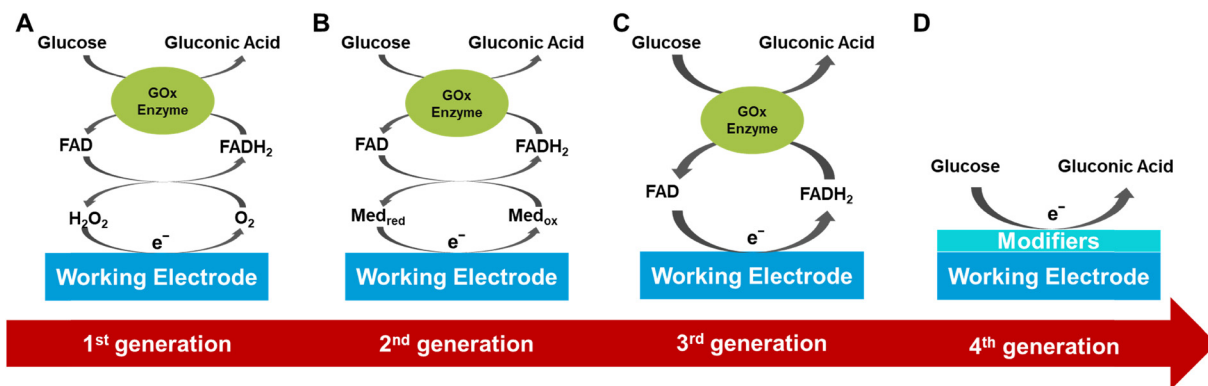 A
Glucose
Gluconic Acid
GOx
Enzyme
FAD
FADH₂
H₂O₂
O₂
e⁻
Working Electrode
B
Glucose
Gluconic Acid
GOx
Enzyme
FAD
FADH₂
Med_red
Med_ox
e⁻
Working Electrode
C
Glucose
Gluconic Acid
GOx
Enzyme
FAD
FADH₂
e⁻
Working Electrode
D
Glucose
Gluconic Acid
e⁻
Modifiers
Working Electrode
1st generation
2nd generation
3rd generation
4th generation